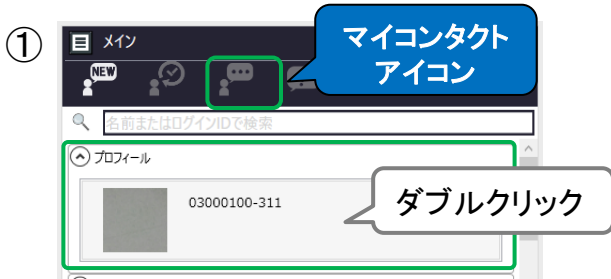 ①
メイン
マイコンタクト
アイコン
NEW
名前またはログインIDで検索
プロフィール
03000100-311
ダブルクリック